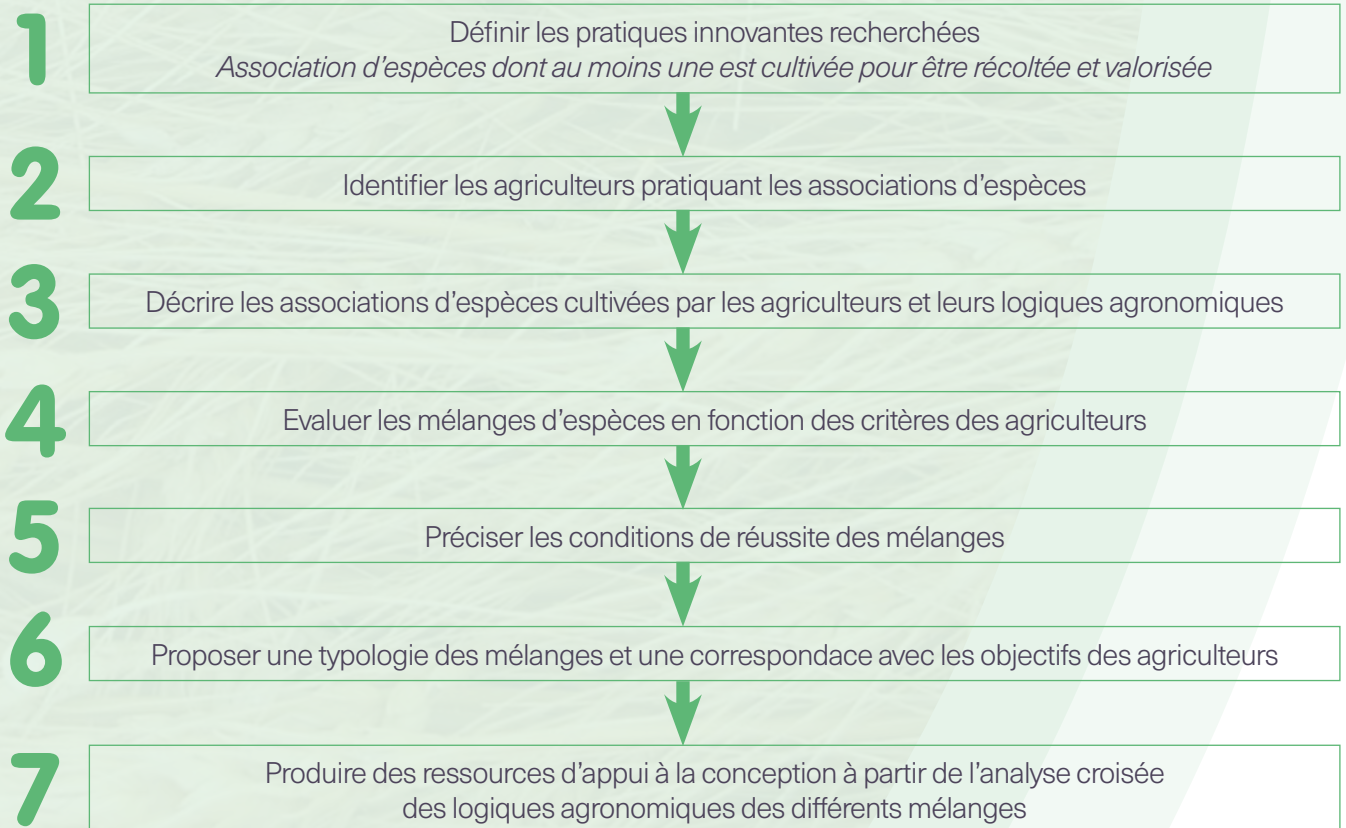 1
Définir les pratiques innovantes recherchées
Association d'espèces dont au moins une est cultivée pour être récoltée et valorisée
2
Identifier les agriculteurs pratiquant les associations d'espèces
3
Décrire les associations d'espèces cultivées par les agriculteurs et leurs logiques agronomiques
4
Evaluer les mélanges d'espèces en fonction des critères des agriculteurs
5
Préciser les conditions de réussite des mélanges
6
Proposer une typologie des mélanges et une correspondace avec les objectifs des agriculteurs
7
Produire des ressources d'appui à la conception à partir de l'analyse croisée
des logiques agronomiques des différents mélanges